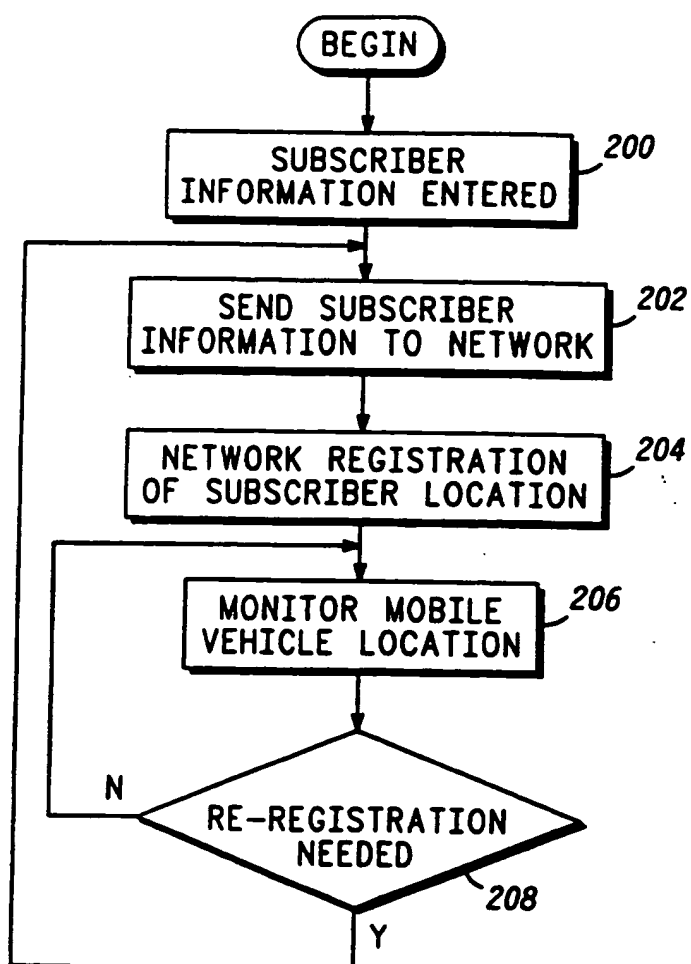 BEGIN
SUBSCRIBER
INFORMATION ENTERED
200
SEND SUBSCRIBER
INFORMATION TO NETWORK
202
NETWORK REGISTRATION
OF SUBSCRIBER LOCATION
204
MONITOR MOBILE
VEHICLE LOCATION
206
N
RE-REGISTRATION
NEEDED
208
Y